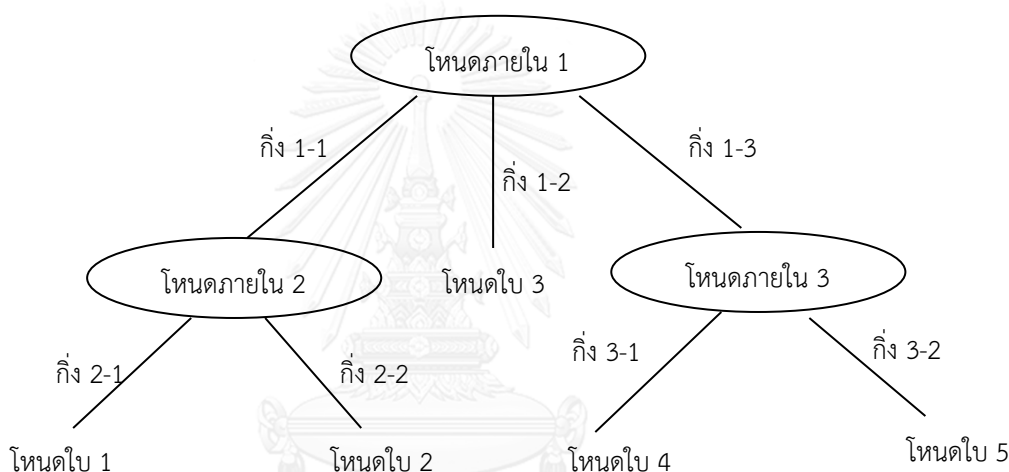 โหนดภายใน 1
กิ่ง 1-1
กิ่ง 1-2
กิ่ง 1-3
โหนดภายใน 2
โหนดใบ 3
โหนดภายใน 3
กิ่ง 2-1
กิ่ง 2-2
กิ่ง 3-1
กิ่ง 3-2
โหนดใบ 1
โหนดใบ 2
โหนดใบ 4
โหนดใบ 5